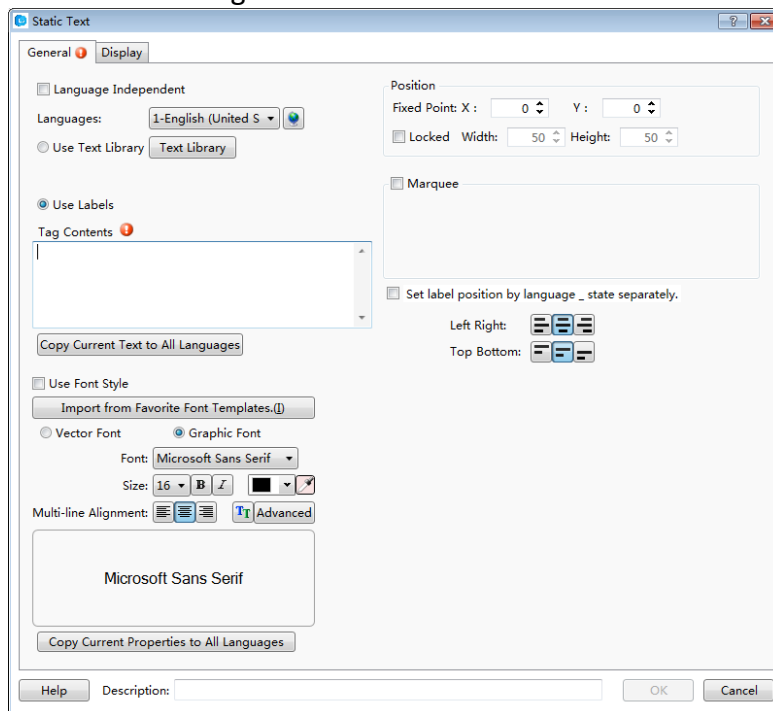 Static Text
General Display
Language Independent
Languages: 1-English (United S
Use Text Library Text Library
Use Labels
Tag Contents
Copy Current Text to All Languages
Use Font Style
Import from Favorite Font Templates.(I)
Vector Font Graphic Font
Font: Microsoft Sans Serif
Size: 16 B I
Multi-line Alignment: TT Advanced
Microsoft Sans Serif
Copy Current Properties to All Languages
Position
Fixed Point: X : 0 Y : 0
Locked Width: 50 Height: 50
Marquee
Set label position by language _ state separately.
Left Right:
Top Bottom:
Help Description: OK Cancel